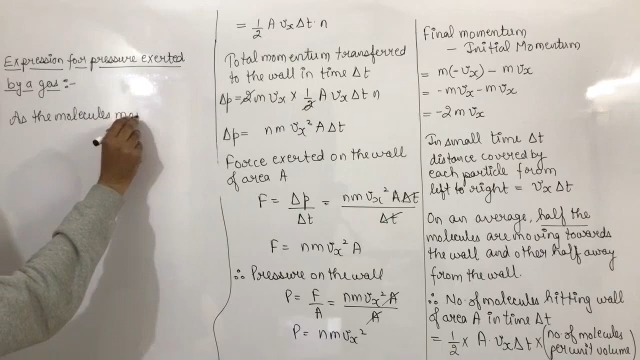 Expression for pressure exerted
by a gas :-
As the molecules mo
= 1/2 A vx Δt · n
Total momentum transferred
to the wall in time Δt
Δp = 2 m vx × 1/2 A vx Δt n
Δp = n m vx² A Δt
Force exerted on the wall
of area A
F = Δp/Δt = n m vx² A Δt/Δt
F = n m vx² A
∴ Pressure on the wall
P = F/A = n m vx² A/A
P = n m vx²
Final momentum
– Initial Momentum
= m(-vx) – m vx
= -m vx – m vx
= -2 m vx
In small time Δt
distance covered by
each particle from
left to right = vx Δt
On an average, half the
molecules are moving towards
the wall and other half away
from the wall.
∴ No. of molecules hitting wall
of area A in time Δt
= 1/2 × A · vx Δt × (no. of molecules per unit volume)